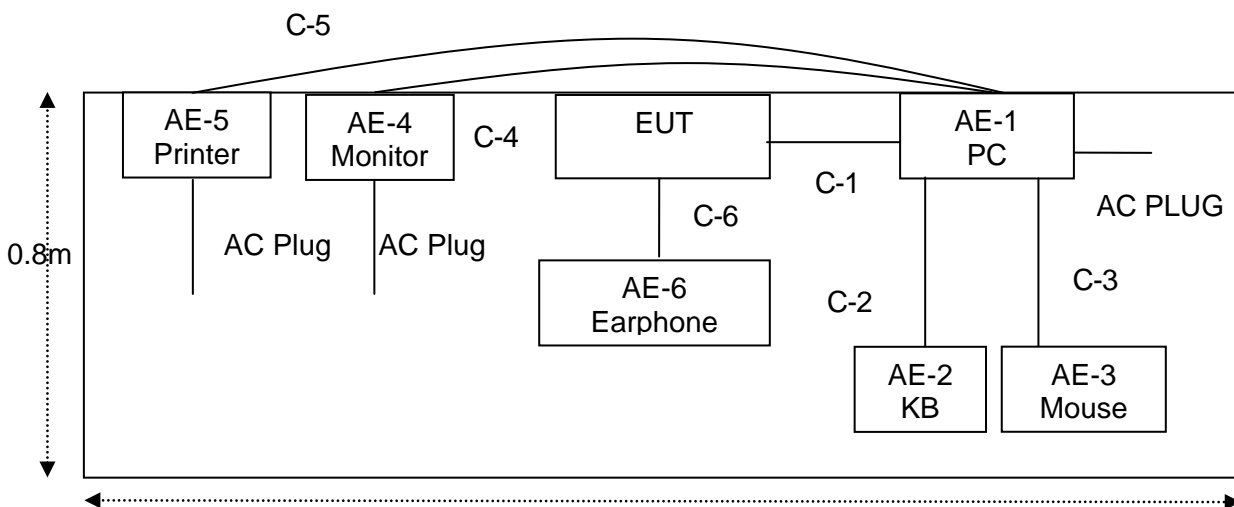 C-5
AE-5
Printer
AE-4
Monitor
C-4
EUT
AE-1
PC
C-1
AC PLUG
C-6
0.8m
AC Plug
AC Plug
AE-6
Earphone
C-2
C-3
AE-2
KB
AE-3
Mouse